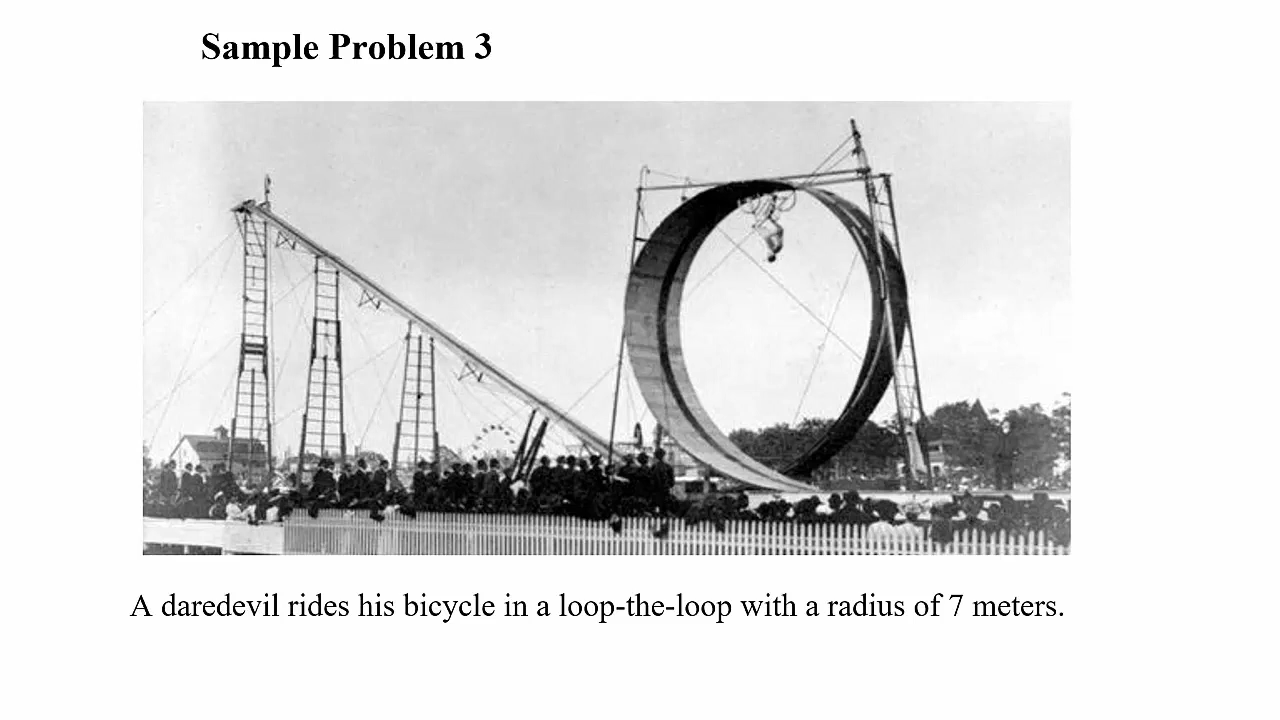 Sample Problem 3
A daredevil rides his bicycle in a loop-the-loop with a radius of 7 meters.